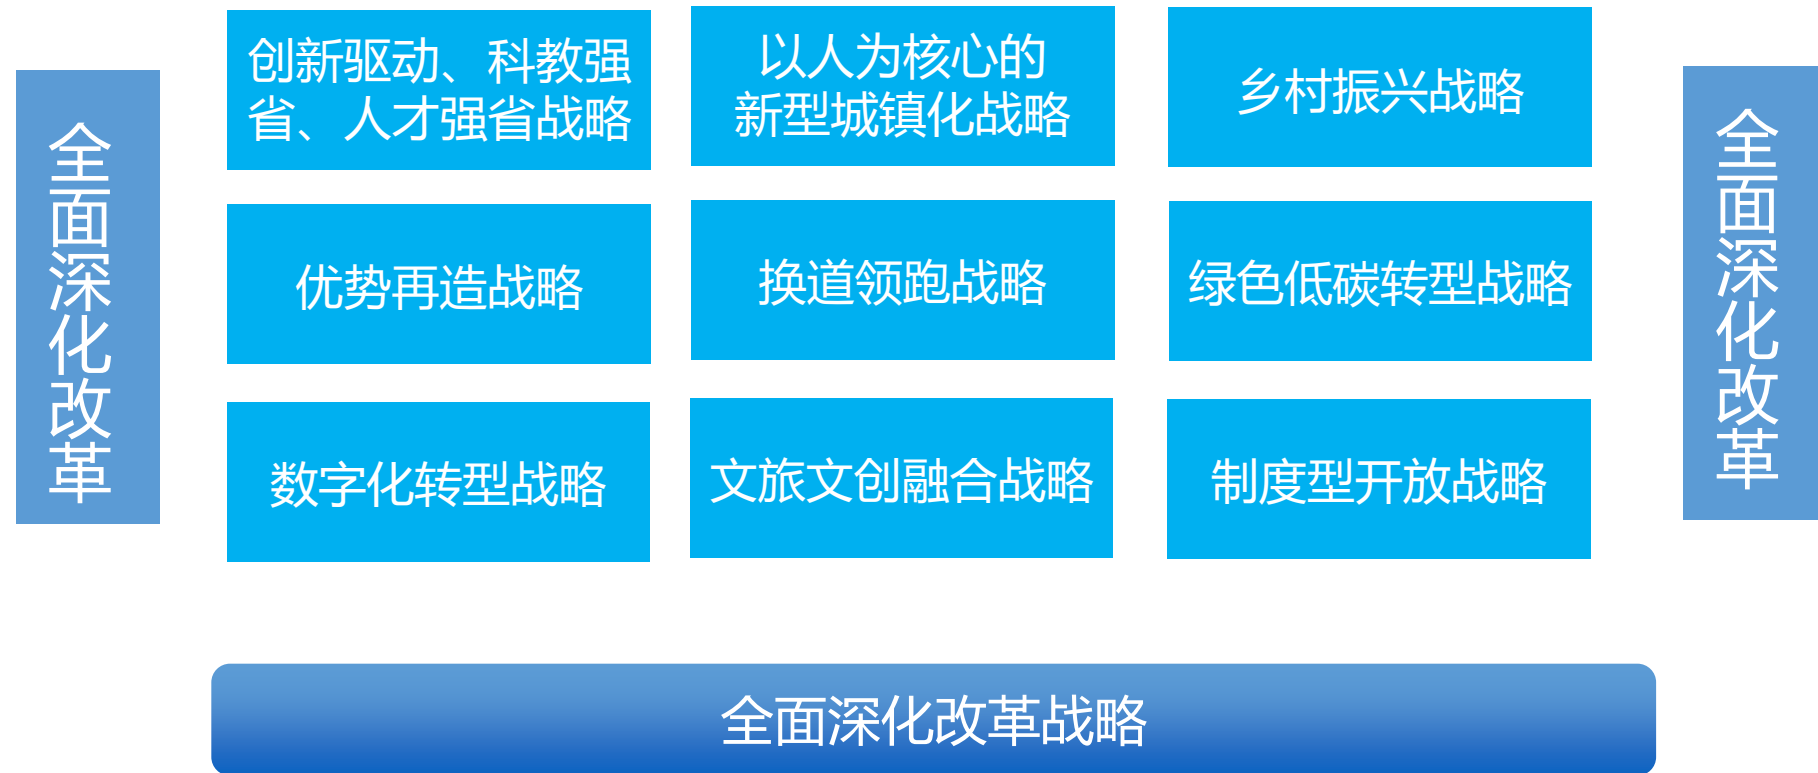 创新驱动、科教强
省、人才强省战略
以人为核心的
新型城镇化战略
乡村振兴战略
全面深化改革
全面深化改革
优势再造战略
换道领跑战略
绿色低碳转型战略
数字化转型战略
文旅文创融合战略
制度型开放战略
全面深化改革战略